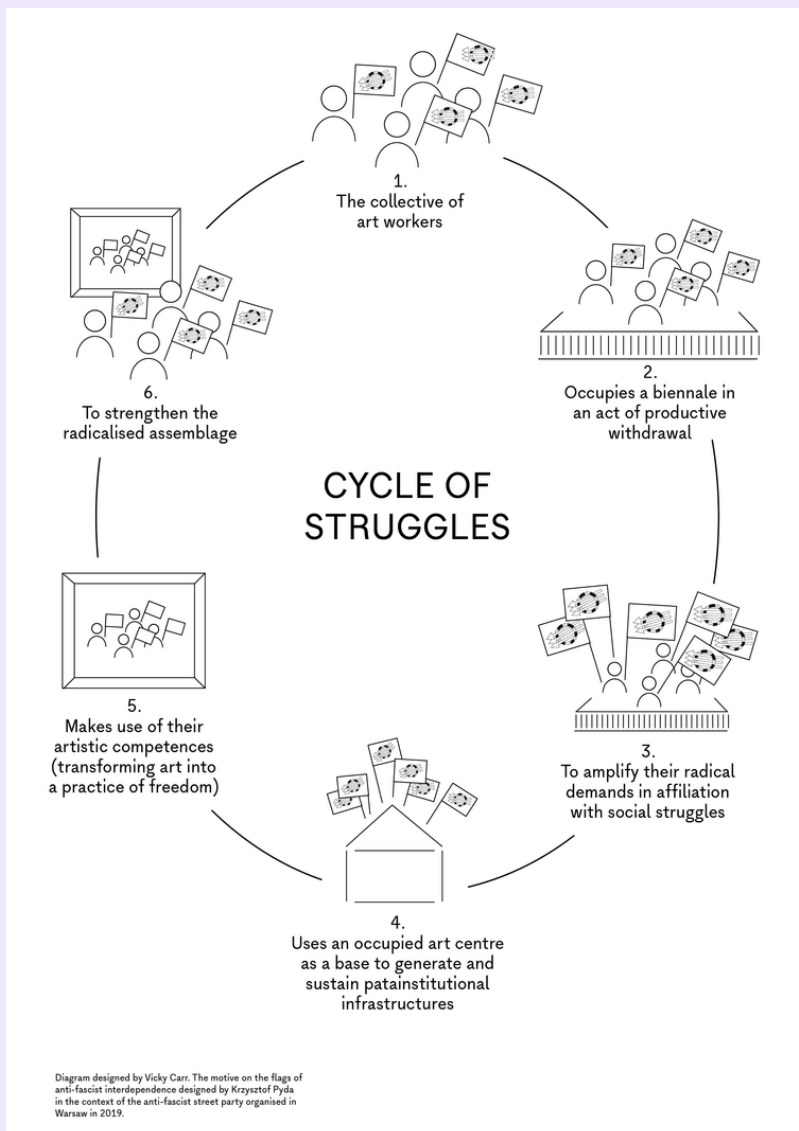 1.
The collective of
art workers
2.
Occupies a biennale in
an act of productive
withdrawal
3.
To amplify their radical
demands in affiliation
with social struggles
4.
Uses an occupied art centre
as a base to generate and
sustain patainstitutional
infrastructures
5.
Makes use of their
artistic competences
(transforming art into
a practice of freedom)
6.
To strengthen the
radicalised assemblage
CYCLE OF
STRUGGLES
Diagram designed by Vicky Carr. The motive on the flags of
anti-fascist interdependence designed by Krzysztof Pyda
in the context of the anti-fascist street party organised in
Warsaw in 2019.